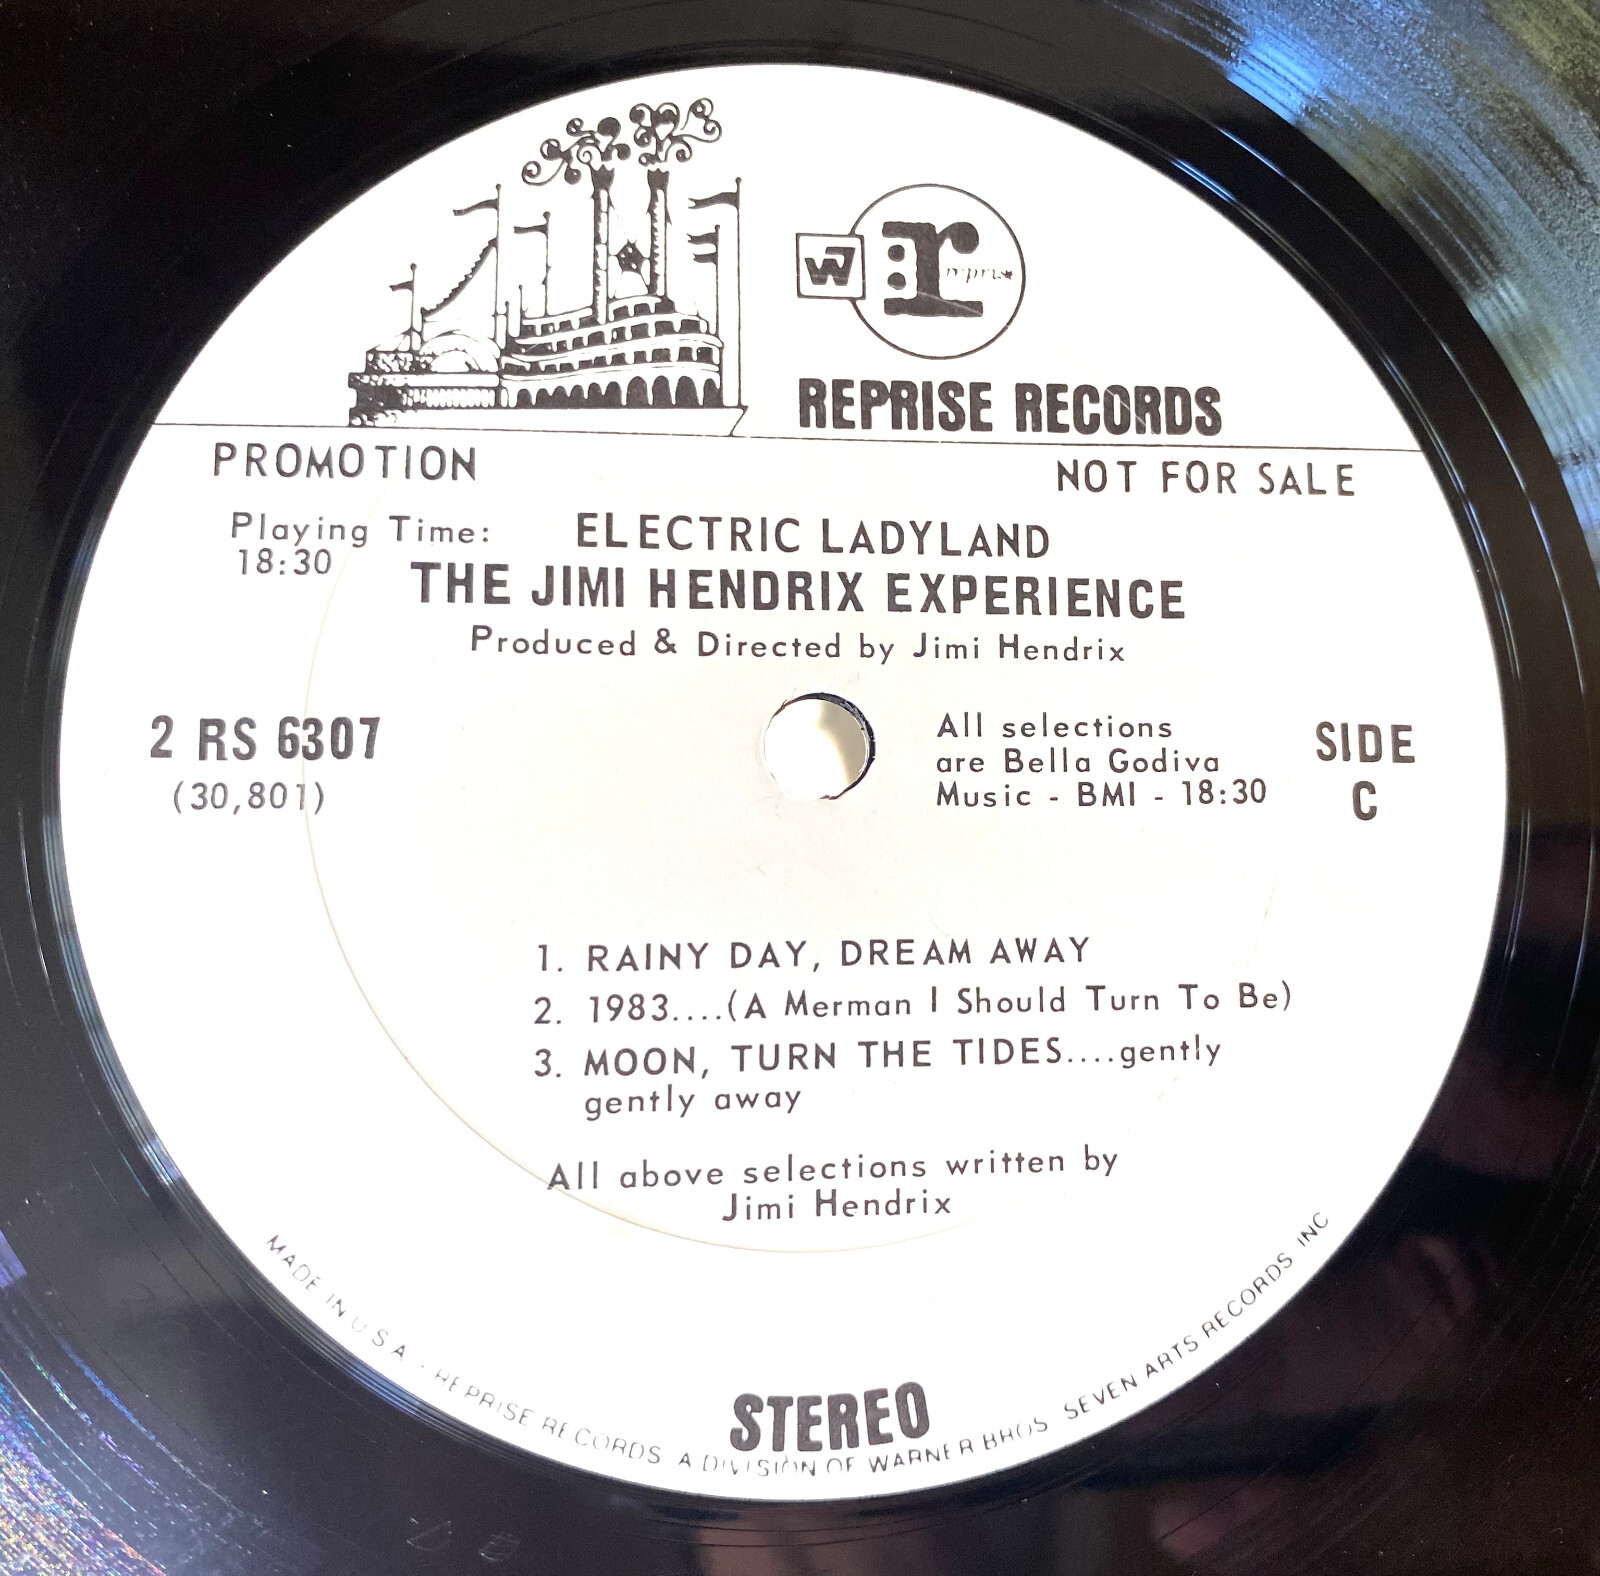 W
r
reprise
REPRISE RECORDS
PROMOTION
NOT FOR SALE
Playing Time:
18:30
ELECTRIC LADYLAND
THE JIMI HENDRIX EXPERIENCE
Produced & Directed by Jimi Hendrix
2 RS 6307
(30,801)
All selections
are Bella Godiva
Music - BMI - 18:30
SIDE
C
1. RAINY DAY, DREAM AWAY
2. 1983....(A Merman I Should Turn To Be)
3. MOON, TURN THE TIDES....gently
gently away
All above selections written by
Jimi Hendrix
STEREO
MADE IN U.S.A. · REPRISE RECORDS A DIVISION OF WARNER BROS SEVEN ARTS RECORDS INC